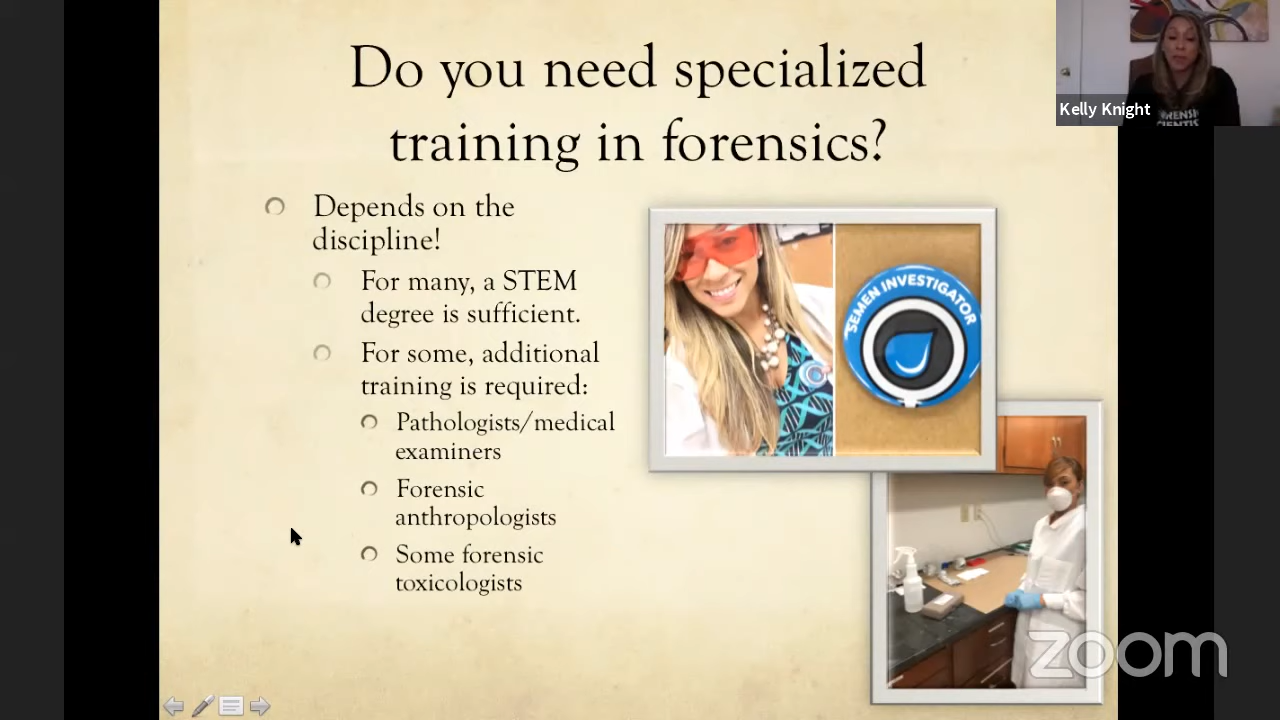 Do you need specialized
training in forensics?
Depends on the
discipline!
For many, a STEM
degree is sufficient.
For some, additional
training is required:
Pathologists/medical
examiners
Forensic
anthropologists
Some forensic
toxicologists
SEMEN INVESTIGATOR
Kelly Knight
zoom